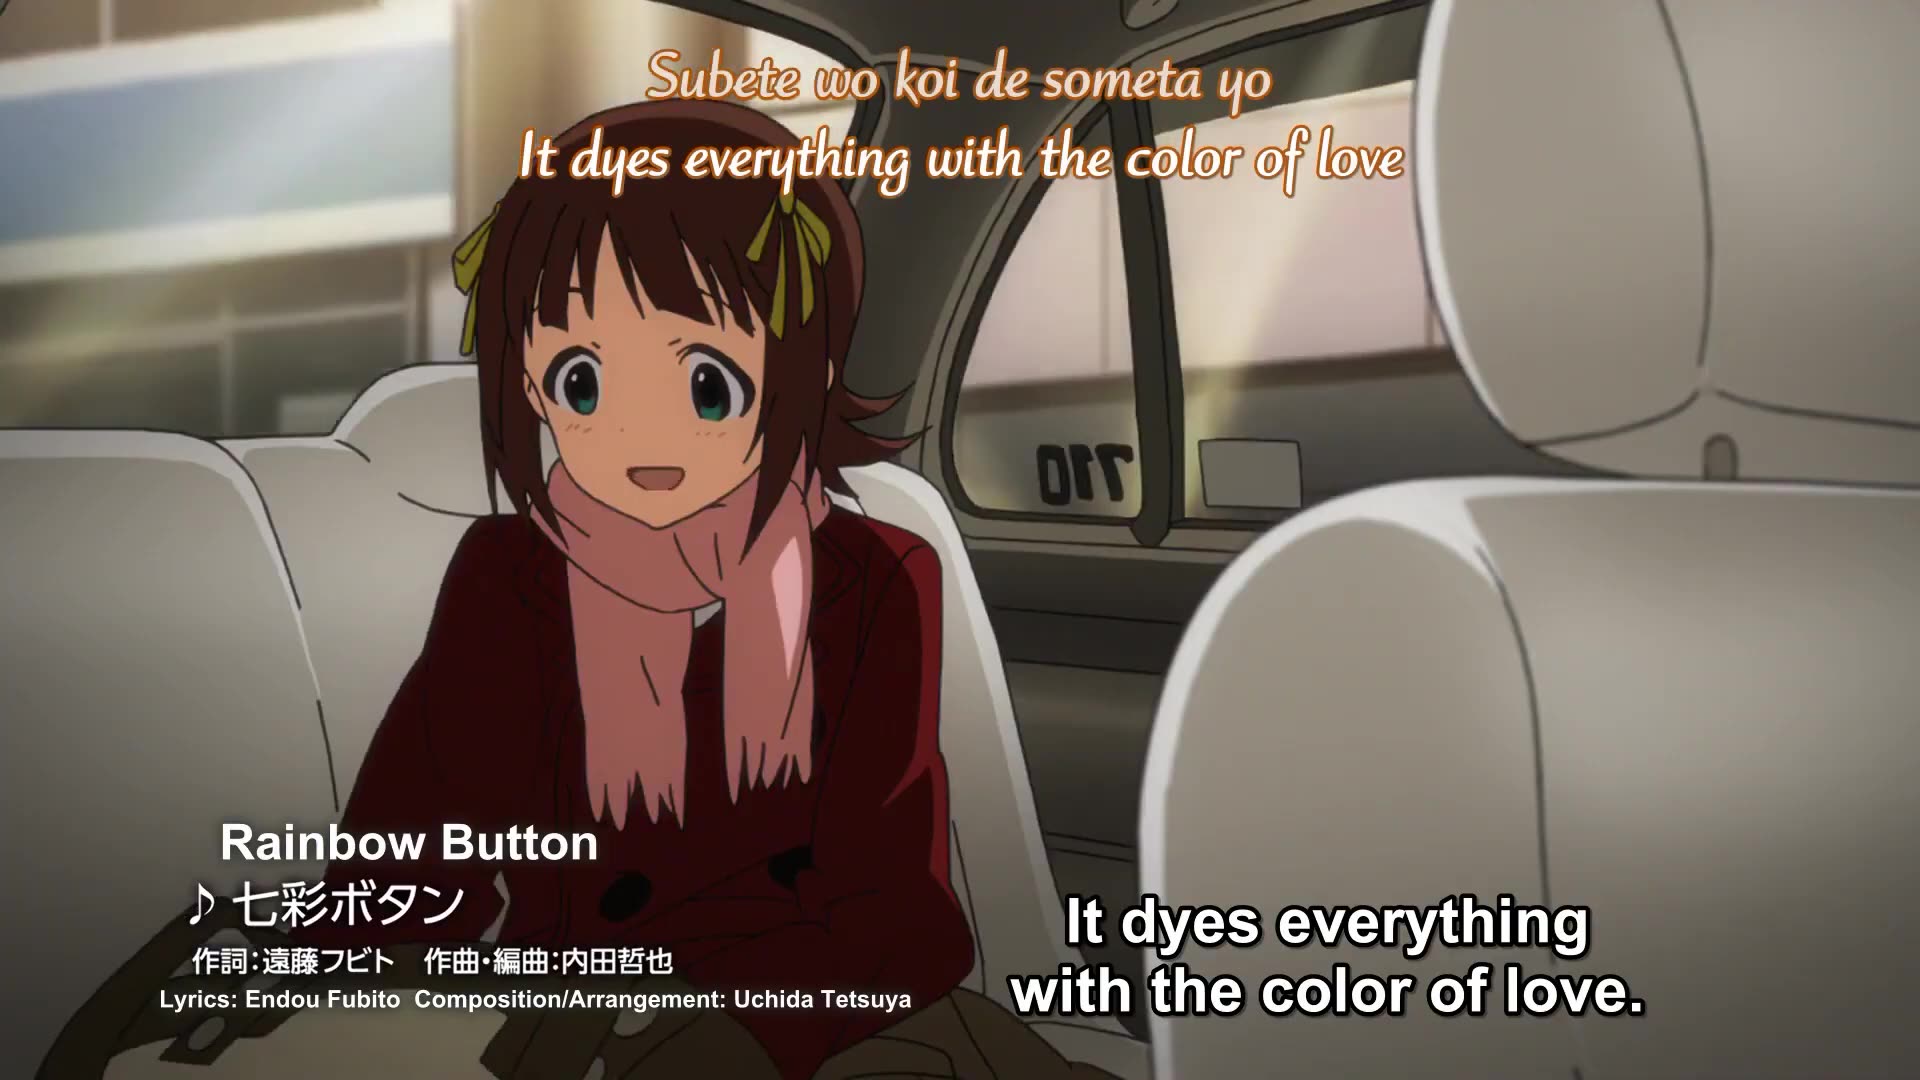 Subete wo koi de someta yo
It dyes everything with the color of love
710
Rainbow Button
♪七彩ボタン
作詞:遠藤フビト 作曲・編曲:内田哲也
Lyrics: Endou Fubito Composition/Arrangement: Uchida Tetsuya
It dyes everything
with the color of love.